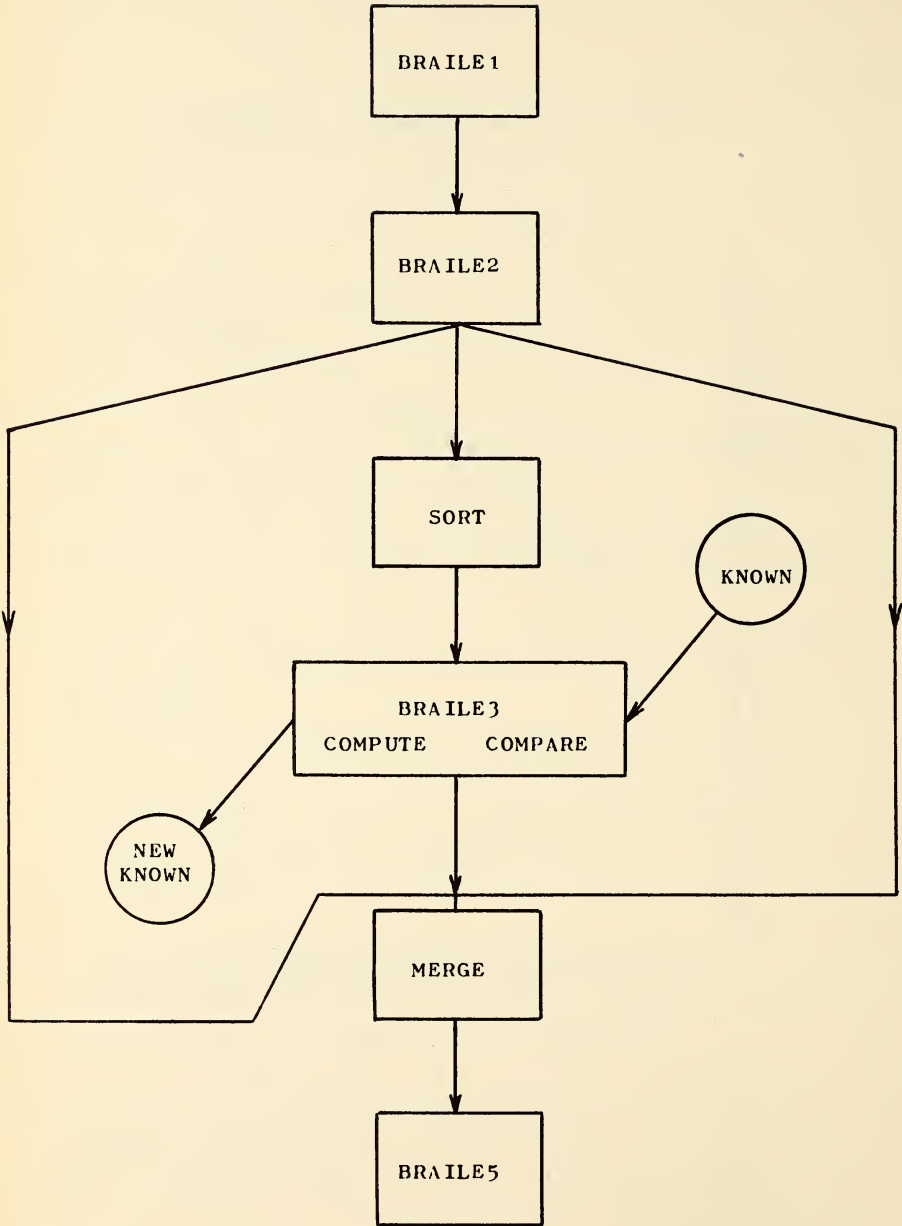 BRAILE1
BRAILE2
SORT
KNOWN
BRAILE3
COMPUTE COMPARE
NEW
KNOWN
MERGE
BRAILE5